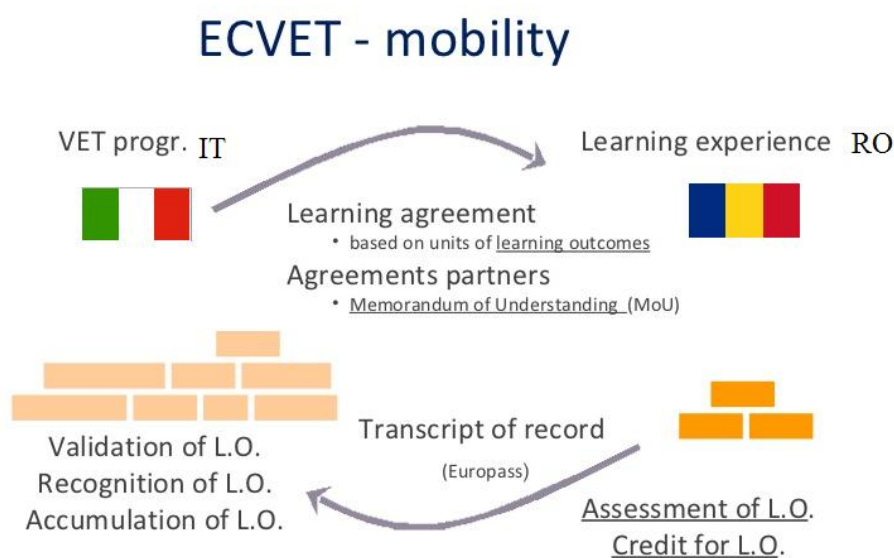 ECVET - mobility
VET progr. IT
Learning experience RO
Learning agreement
• based on units of learning outcomes
Agreements partners
• Memorandum of Understanding (MoU)
Validation of L.O.
Recognition of L.O.
Accumulation of L.O.
Transcript of record
(Europass)
Assessment of L.O.
Credit for L.O.